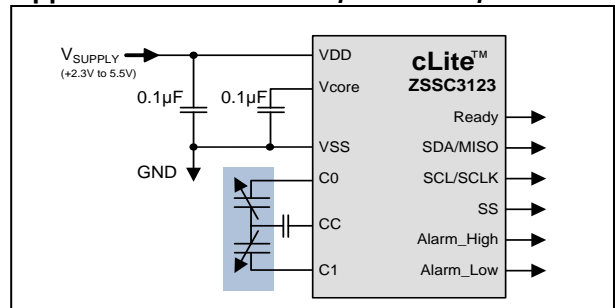 VSUPPLY
(+2.3V to 5.5V)
0.1µF
0.1µF
GND
VDD
Vcore
VSS
C0
CC
C1
cLite™
ZSSC3123
Ready
SDA/MISO
SCL/SCLK
SS
Alarm_High
Alarm_Low